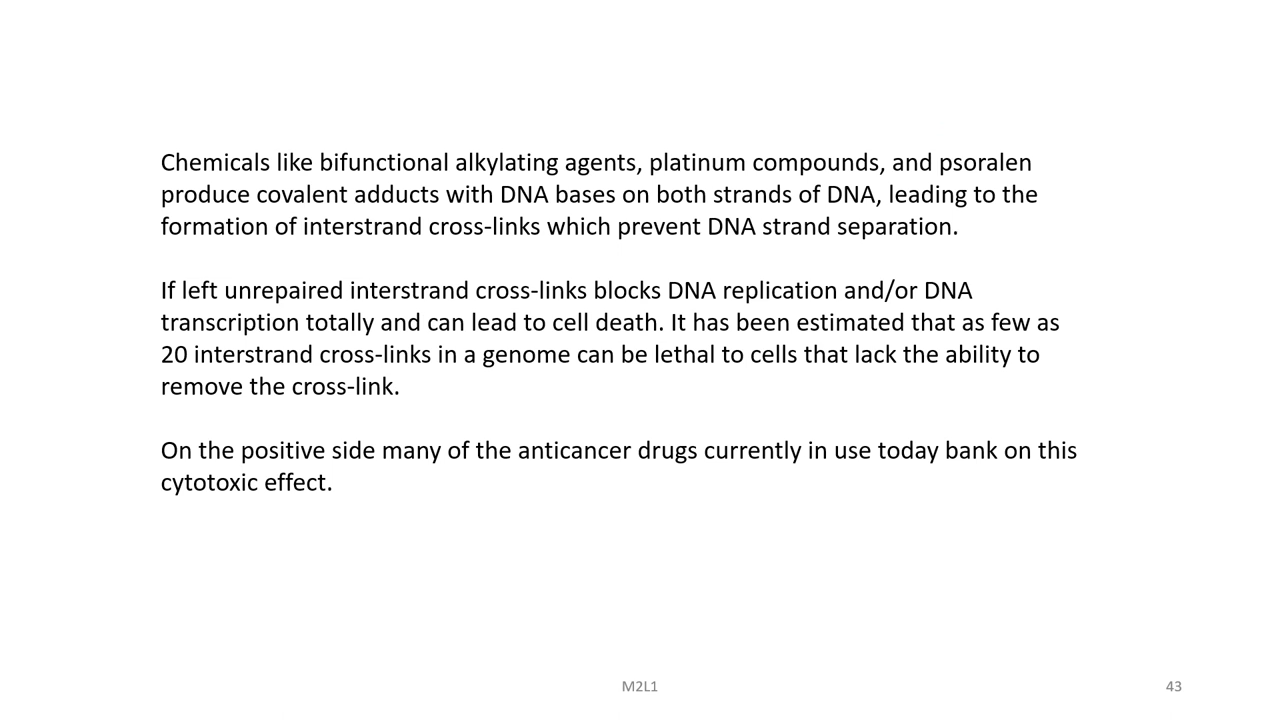 Chemicals like bifunctional alkylating agents, platinum compounds, and psoralen
produce covalent adducts with DNA bases on both strands of DNA, leading to the
formation of interstrand cross-links which prevent DNA strand separation.
If left unrepaired interstrand cross-links blocks DNA replication and/or DNA
transcription totally and can lead to cell death. It has been estimated that as few as
20 interstrand cross-links in a genome can be lethal to cells that lack the ability to
remove the cross-link.
On the positive side many of the anticancer drugs currently in use today bank on this
cytotoxic effect.
M2L1
43